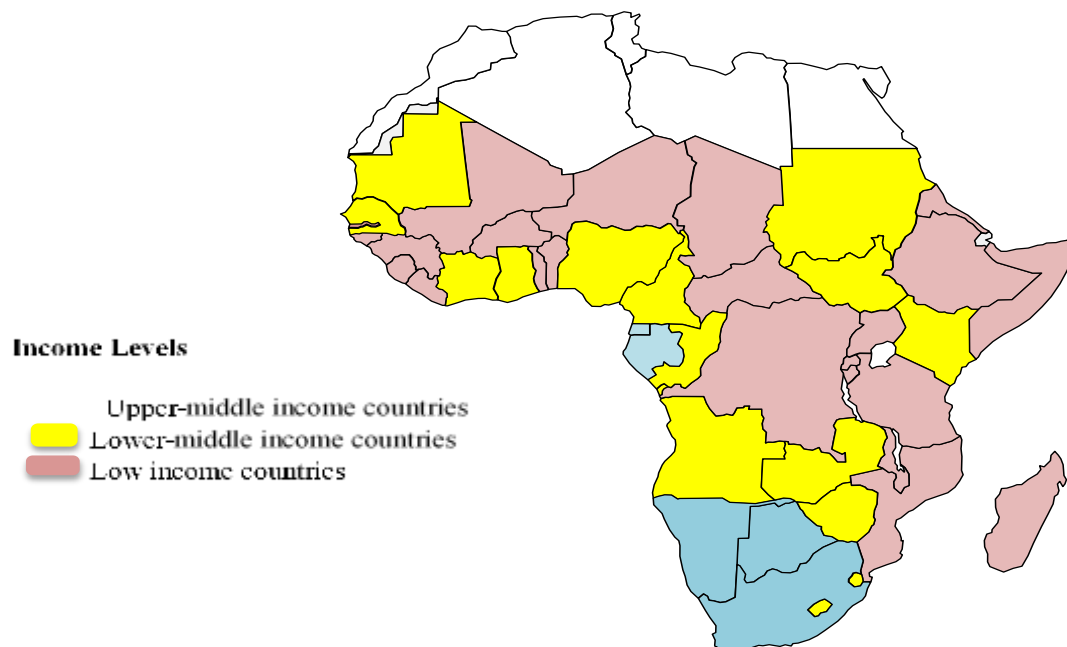 Income Levels
Upper-middle income countries
Lower-middle income countries
Low income countries